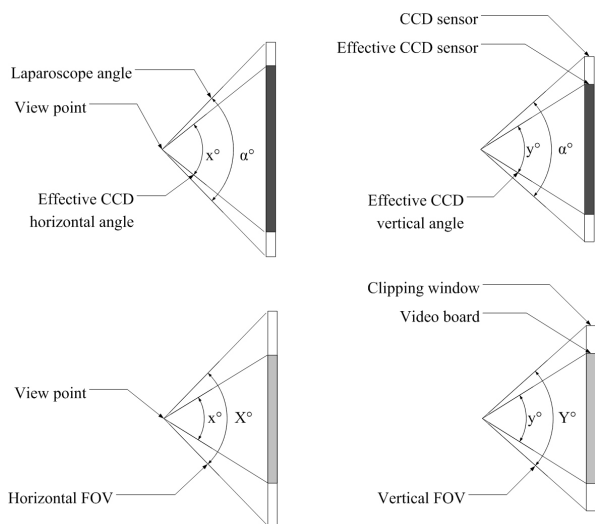 Laparoscope angle
View point
x°
α°
Effective CCD
horizontal angle
CCD sensor
Effective CCD sensor
y°
α°
Effective CCD
vertical angle
View point
x°
X°
Horizontal FOV
Clipping window
Video board
y°
Y°
Vertical FOV